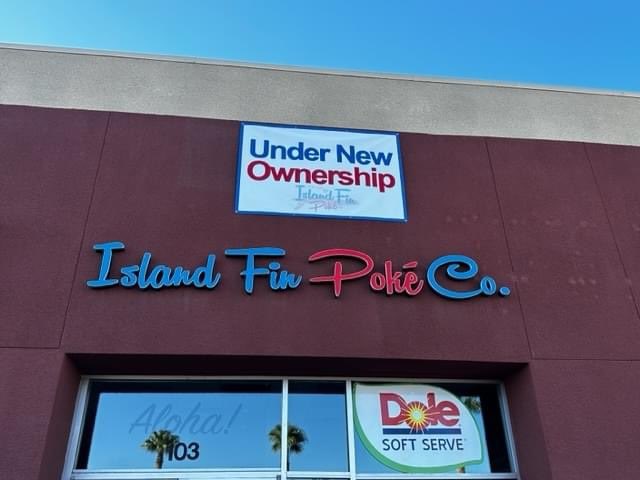 Under New
Ownership
Island Fin
Poké
Island Fin Poké Co.
Aloha!
103
Dole
SOFT SERVE